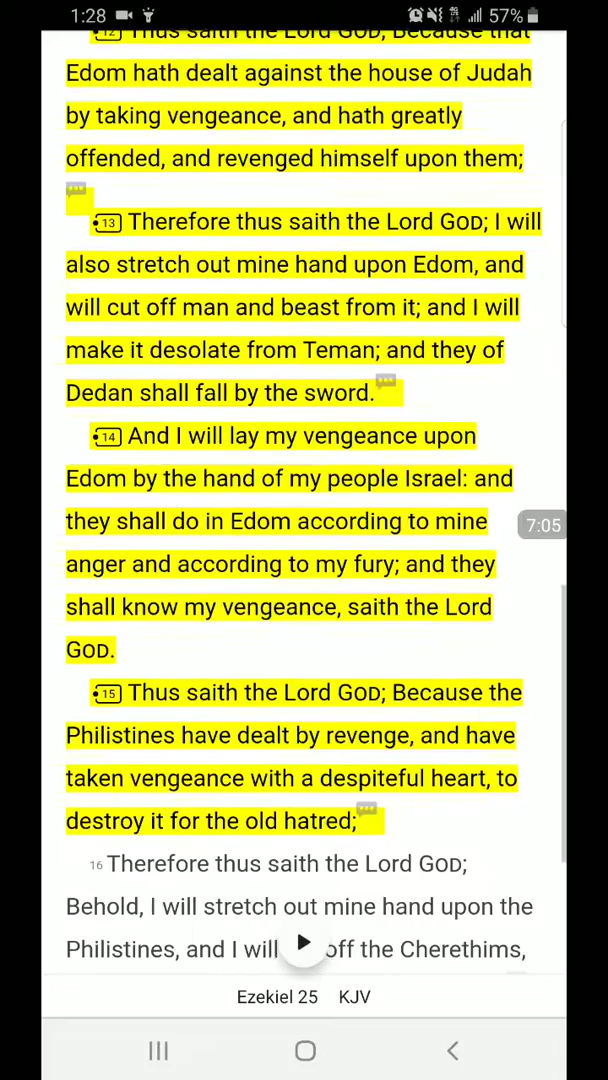 1:28 57%
12 Thus saith the Lord GOD; Because that
Edom hath dealt against the house of Judah
by taking vengeance, and hath greatly
offended, and revenged himself upon them;
13 Therefore thus saith the Lord GOD; I will
also stretch out mine hand upon Edom, and
will cut off man and beast from it; and I will
make it desolate from Teman; and they of
Dedan shall fall by the sword.
14 And I will lay my vengeance upon
Edom by the hand of my people Israel: and
they shall do in Edom according to mine
7:05
anger and according to my fury; and they
shall know my vengeance, saith the Lord
GOD.
15 Thus saith the Lord GOD; Because the
Philistines have dealt by revenge, and have
taken vengeance with a despiteful heart, to
destroy it for the old hatred;
16 Therefore thus saith the Lord GOD;
Behold, I will stretch out mine hand upon the
Philistines, and I will off the Cherethims,
Ezekiel 25 KJV